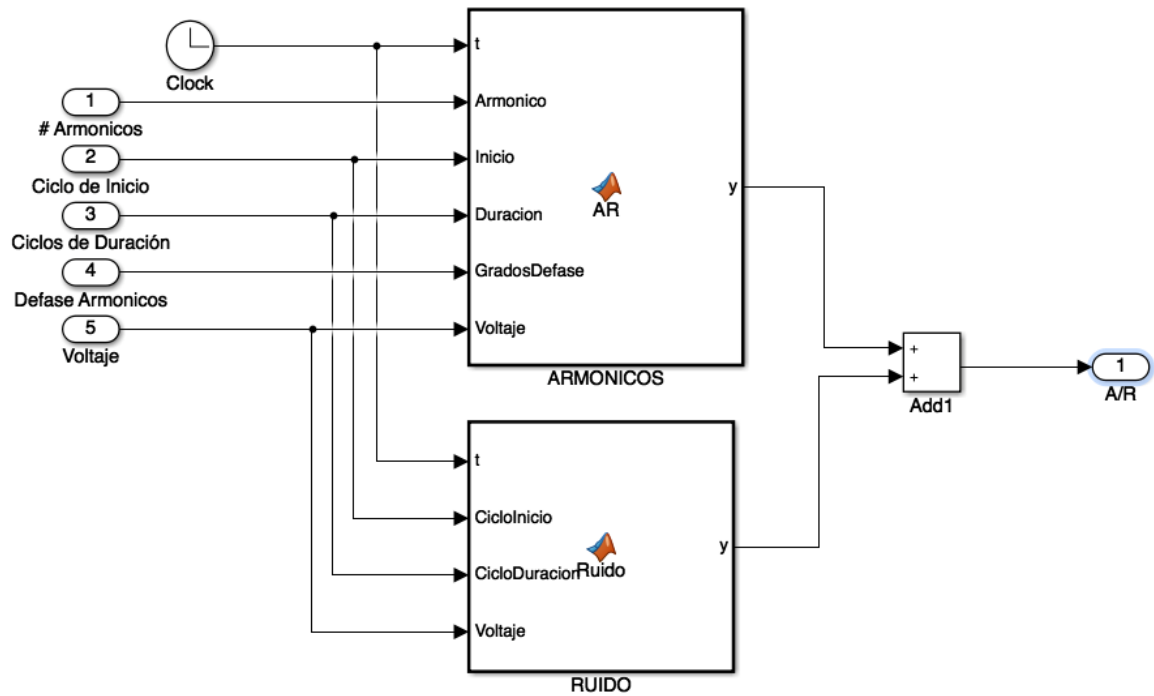 t
Clock
1
# Armonicos
Armonico
2
Ciclo de Inicio
Inicio
3
Ciclos de Duración
Duracion
4
Defase Armonicos
GradosDefase
5
Voltaje
Voltaje
AR
y
ARMONICOS
+
+
Add1
1
A/R
t
CicloInicio
CicloDuracion
Voltaje
Ruido
y
RUIDO